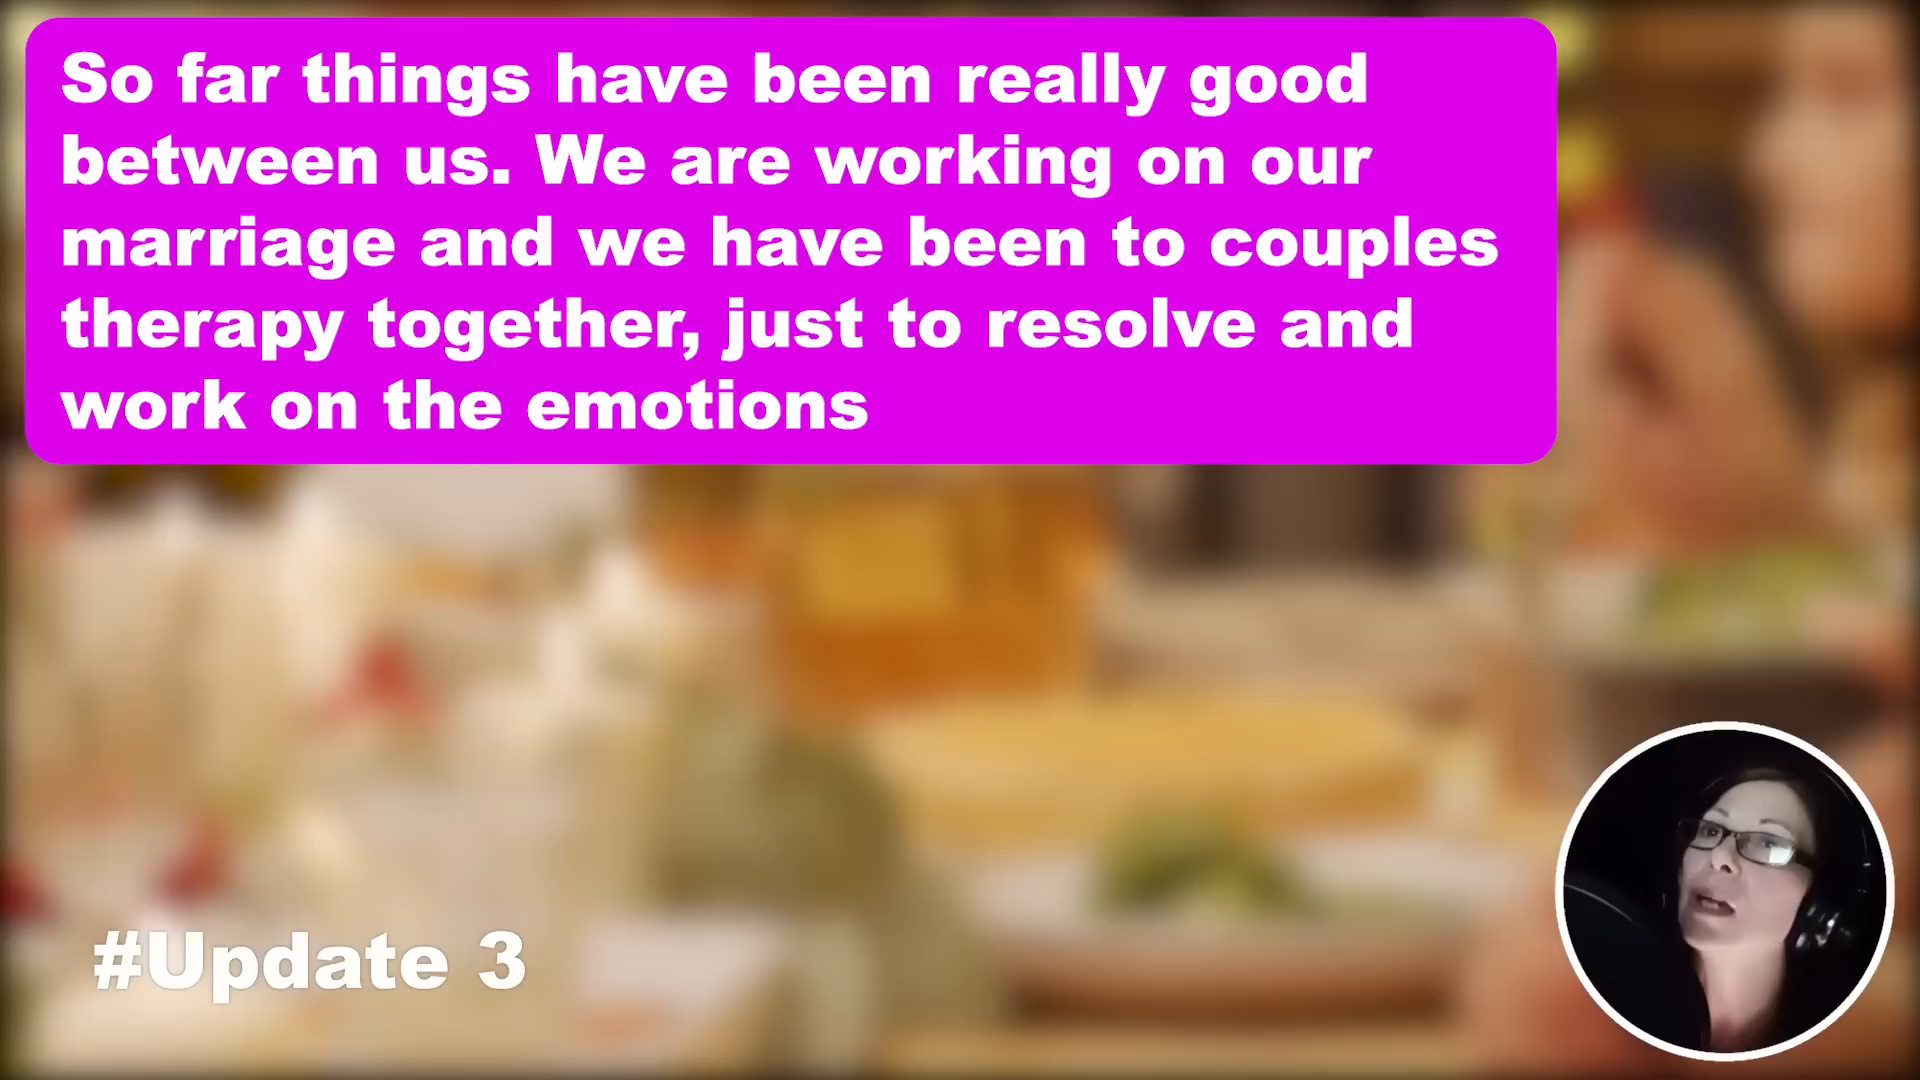 So far things have been really good
between us. We are working on our
marriage and we have been to couples
therapy together, just to resolve and
work on the emotions
#Update 3